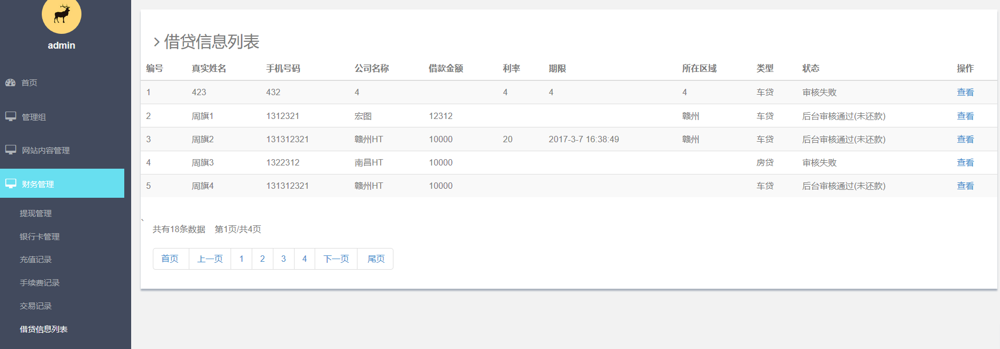 admin
首页
管理组
网站内容管理
财务管理
提现管理
银行卡管理
充值记录
手续费记录
交易记录
借贷信息列表
借贷信息列表
编号 真实姓名 手机号码 公司名称 借款金额 利率 期限 所在区域 类型 状态 操作
1 423 432 4 4 4 4 车贷 审核失败 查看
2 周旗1 1312321 宏图 12312 赣州 车贷 后台审核通过(未还款) 查看
3 周旗2 131312321 赣州HT 10000 20 2017-3-7 16:38:49 赣州 车贷 后台审核通过(未还款) 查看
4 周旗3 1322312 南昌HT 10000 房贷 审核失败 查看
5 周旗4 131312321 赣州HT 10000 车贷 后台审核通过(未还款) 查看
、
共有18条数据 第1页/共4页
首页 上一页 1 2 3 4 下一页 尾页